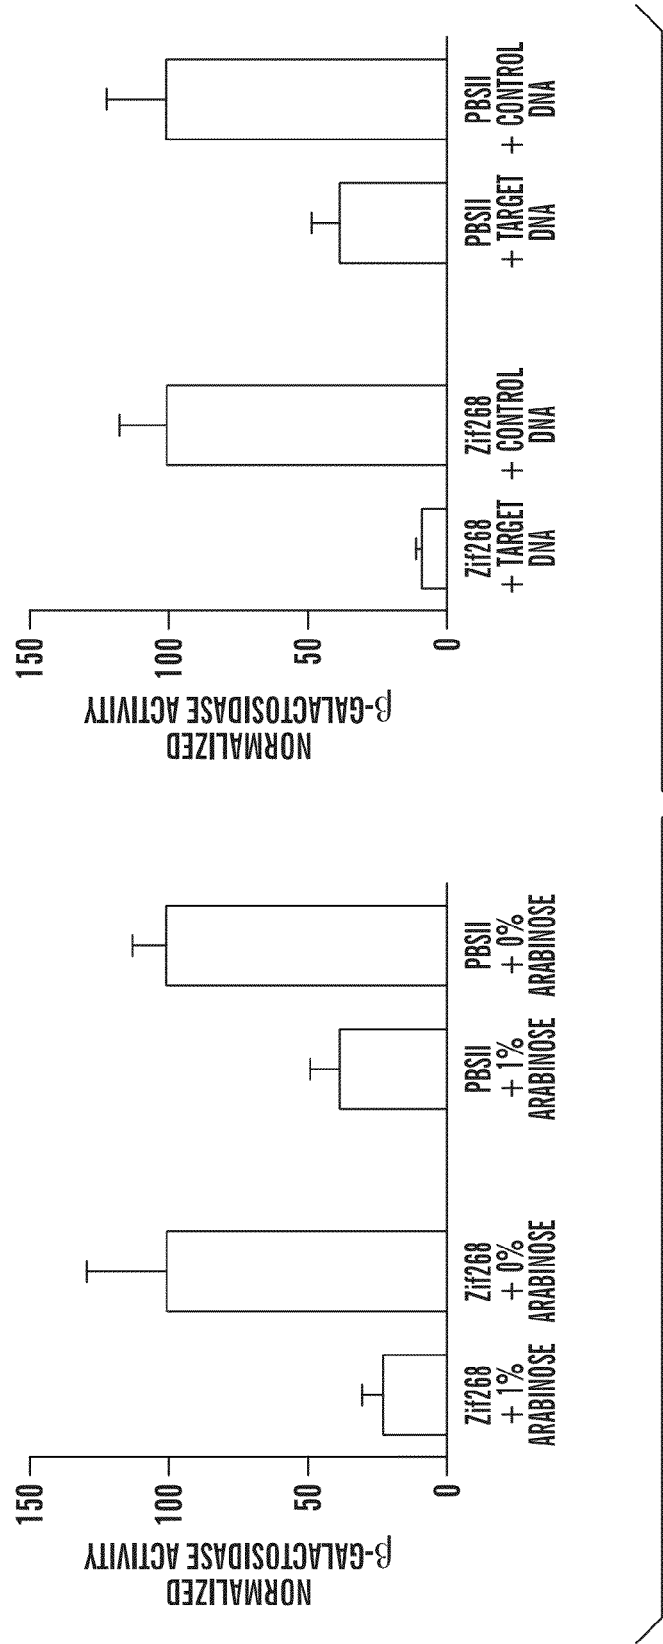 NORMALIZED
β-GALACTOSIDASE ACTIVITY
150
100
50
0
Zif268
+ 1%
ARABINOSE
Zif268
+ 0%
ARABINOSE
PBSII
+ 1%
ARABINOSE
PBSII
+ 0%
ARABINOSE
NORMALIZED
β-GALACTOSIDASE ACTIVITY
150
100
50
0
Zif268
+ TARGET
DNA
Zif268
+ CONTROL
DNA
PBSII
+ TARGET
DNA
PBSII
+ CONTROL
DNA